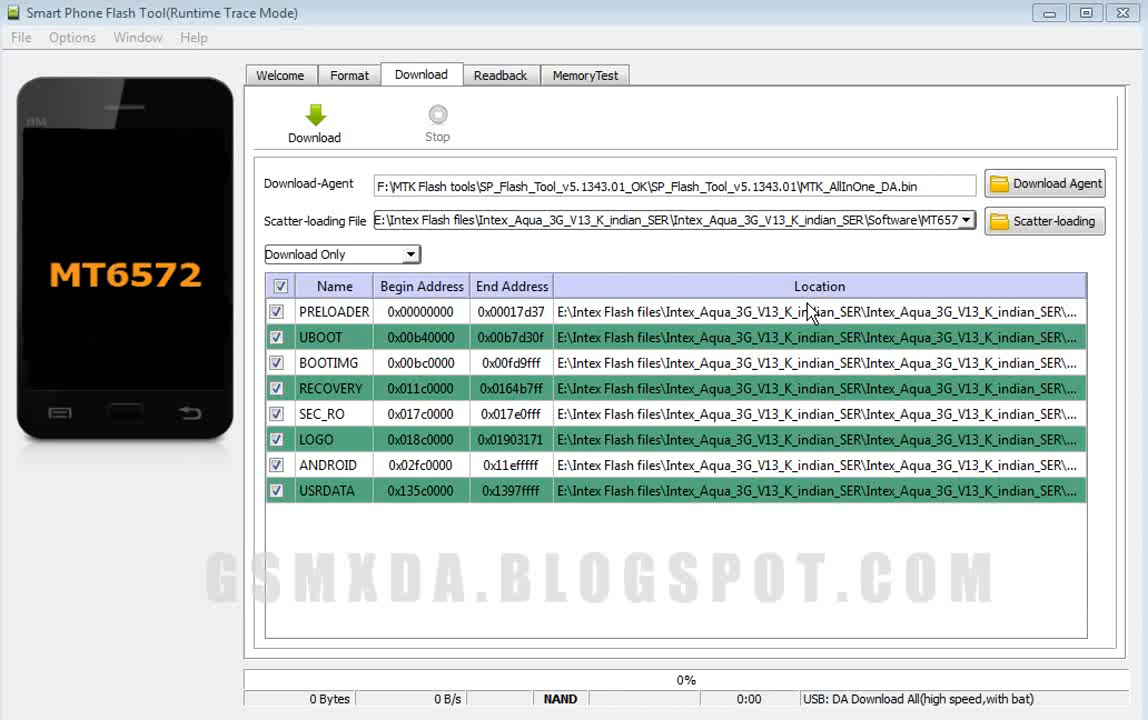 Smart Phone Flash Tool(Runtime Trace Mode)
File Options Window Help
Welcome Format Download Readback MemoryTest
Download Stop
BM
MT6572
Download-Agent F:\MTK Flash tools\SP_Flash_Tool_v5.1343.01_OK\SP_Flash_Tool_v5.1343.01\MTK_AllInOne_DA.bin Download Agent
Scatter-loading File E:\Intex Flash files\Intex_Aqua_3G_V13_K_indian_SER\Intex_Aqua_3G_V13_K_indian_SER\Software\MT657 Scatter-loading
Download Only
Name Begin Address End Address Location
PRELOADER 0x00000000 0x00017d37 E:\Intex Flash files\Intex_Aqua_3G_V13_K_indian_SER\Intex_Aqua_3G_V13_K_indian_SER\...
UBOOT 0x00b40000 0x00b7d30f E:\Intex Flash files\Intex_Aqua_3G_V13_K_indian_SER\Intex_Aqua_3G_V13_K_indian_SER\...
BOOTIMG 0x00bc0000 0x00fd9fff E:\Intex Flash files\Intex_Aqua_3G_V13_K_indian_SER\Intex_Aqua_3G_V13_K_indian_SER\...
RECOVERY 0x011c0000 0x0164b7ff E:\Intex Flash files\Intex_Aqua_3G_V13_K_indian_SER\Intex_Aqua_3G_V13_K_indian_SER\...
SEC_RO 0x017c0000 0x017e0fff E:\Intex Flash files\Intex_Aqua_3G_V13_K_indian_SER\Intex_Aqua_3G_V13_K_indian_SER\...
LOGO 0x018c0000 0x01903171 E:\Intex Flash files\Intex_Aqua_3G_V13_K_indian_SER\Intex_Aqua_3G_V13_K_indian_SER\...
ANDROID 0x02fc0000 0x11efffff E:\Intex Flash files\Intex_Aqua_3G_V13_K_indian_SER\Intex_Aqua_3G_V13_K_indian_SER\...
USRDATA 0x135c0000 0x1397ffff E:\Intex Flash files\Intex_Aqua_3G_V13_K_indian_SER\Intex_Aqua_3G_V13_K_indian_SER\...
GSMXDA.BLOGSPOT.COM
0%
0 Bytes 0 B/s NAND 0:00 USB: DA Download All(high speed,with bat)